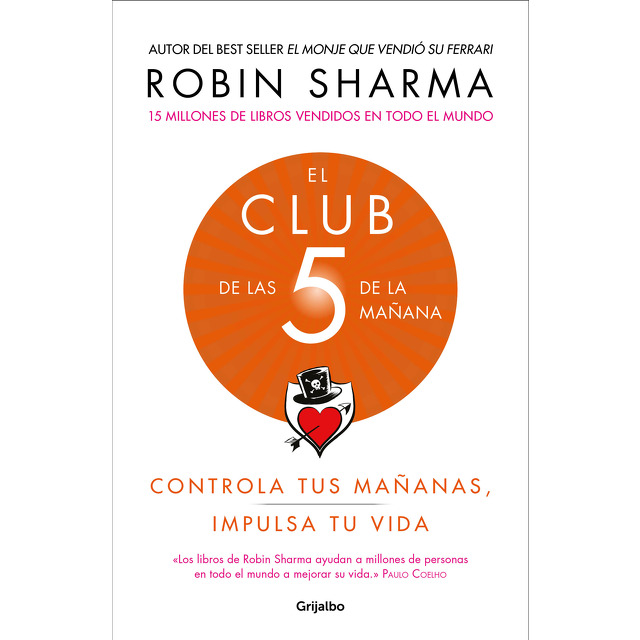 AUTOR DEL BEST SELLER EL MONJE QUE VENDIÓ SU FERRARI
ROBIN SHARMA
15 MILLONES DE LIBROS VENDIDOS EN TODO EL MUNDO
EL
CLUB
DE LAS 5 DE LA
MAÑANA
CONTROLA TUS MAÑANAS,
IMPULSA TU VIDA
«Los libros de Robin Sharma ayudan a millones de personas
en todo el mundo a mejorar su vida.» PAULO COELHO
Grijalbo